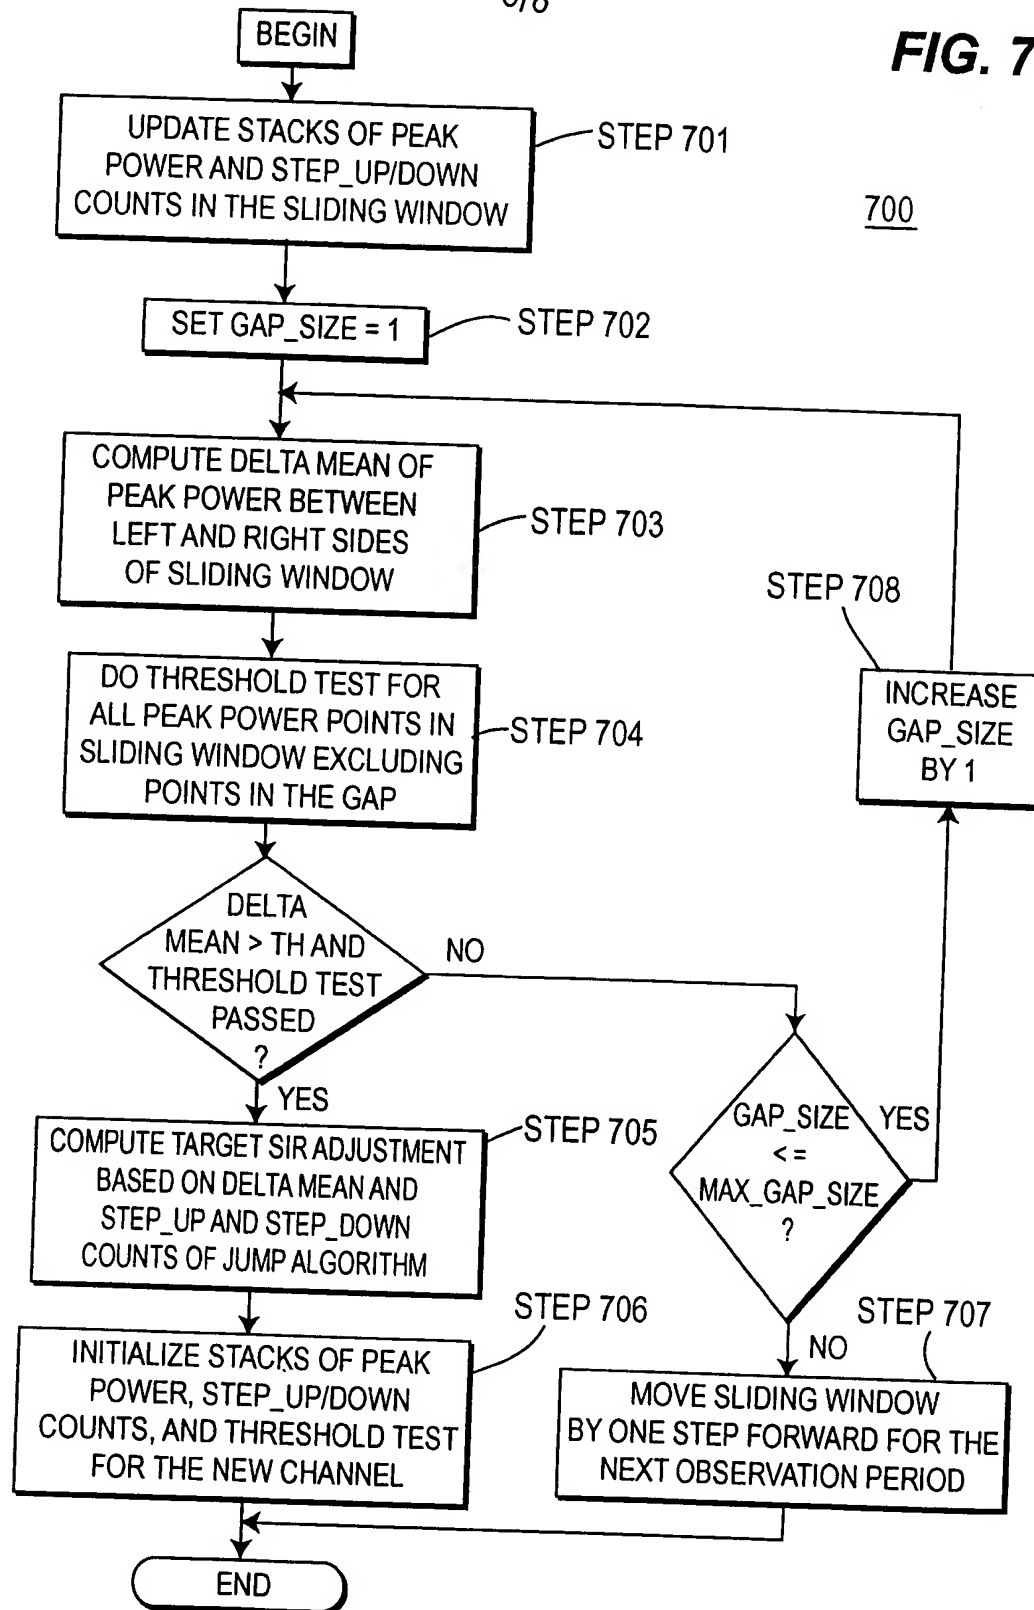 6/8
FIG. 7
BEGIN
UPDATE STACKS OF PEAK
POWER AND STEP_UP/DOWN
COUNTS IN THE SLIDING WINDOW
STEP 701
700
SET GAP_SIZE = 1
STEP 702
COMPUTE DELTA MEAN OF
PEAK POWER BETWEEN
LEFT AND RIGHT SIDES
OF SLIDING WINDOW
STEP 703
DO THRESHOLD TEST FOR
ALL PEAK POWER POINTS IN
SLIDING WINDOW EXCLUDING
POINTS IN THE GAP
STEP 704
STEP 708
INCREASE
GAP_SIZE
BY 1
DELTA
MEAN > TH AND
THRESHOLD TEST
PASSED
?
NO
YES
GAP_SIZE
<=
MAX_GAP_SIZE
?
YES
NO
COMPUTE TARGET SIR ADJUSTMENT
BASED ON DELTA MEAN AND
STEP_UP AND STEP_DOWN
COUNTS OF JUMP ALGORITHM
STEP 705
INITIALIZE STACKS OF PEAK
POWER, STEP_UP/DOWN
COUNTS, AND THRESHOLD TEST
FOR THE NEW CHANNEL
STEP 706
STEP 707
MOVE SLIDING WINDOW
BY ONE STEP FORWARD FOR THE
NEXT OBSERVATION PERIOD
END